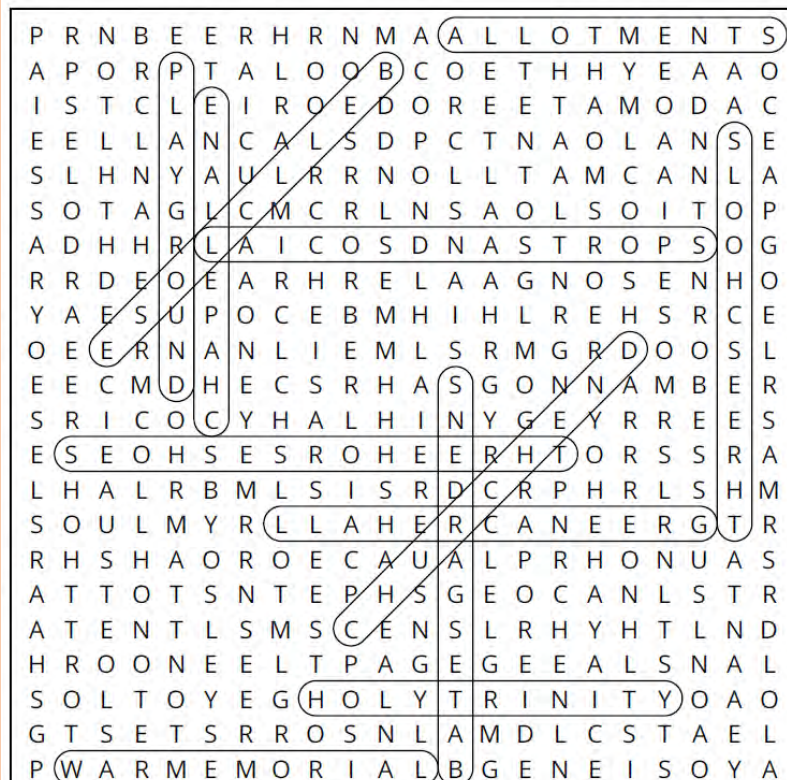 P R N B E E R H R N M A A L L O T M E N T S
A P O R P T A L O O B C O E T H H Y E A A O
I S T C L E I R O E D O R E E T A M O D A C
E E L L A N C A L S D P C T N A O L A N S E
S L H N Y A U L R R N O L L T A M C A N L A
S O T A G L C M C R L N S A O L S O I T O P
A D H H R L A I C O S D N A S T R O P S O G
R R D E O E A R H R E L A A G N O S E N H O
Y A E S U P O C E B M H I H L R E H S R C E
O E E R N A N L I E M L S R M G R D O O S L
E E C M D H E C S R H A S G O N N A M B E R
S R I C O C Y H A L H I N Y G E Y R R E E S
E S E O H S E S R O H E E R H T O R S S R A
L H A L R B M L S I S R D C R P H R L S H M
S O U L M Y R L L A H E R C A N E E R G T R
R H S H A O R O E C A U A L P R H O N U A S
A T T O T S N T E P H S G E O C A N L S T R
A T E N T L S M S C E N S L R H Y H T L N D
H R O O N E E L T P A G E G E E A L S N A L
S O L T O Y E G H O L Y T R I N I T Y O A O
G T S E T S R R O S N L A M D L C S T A E L
P W A R M E M O R I A L B G E N E I S O Y A